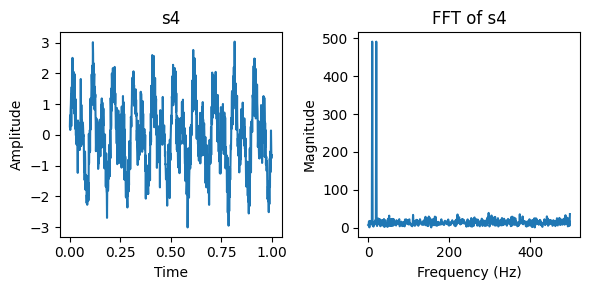 s4
Amplitude
3
2
1
0
−1
−2
−3
0.00 0.25 0.50 0.75 1.00
Time
FFT of s4
Magnitude
500
400
300
200
100
0
0 200 400
Frequency (Hz)